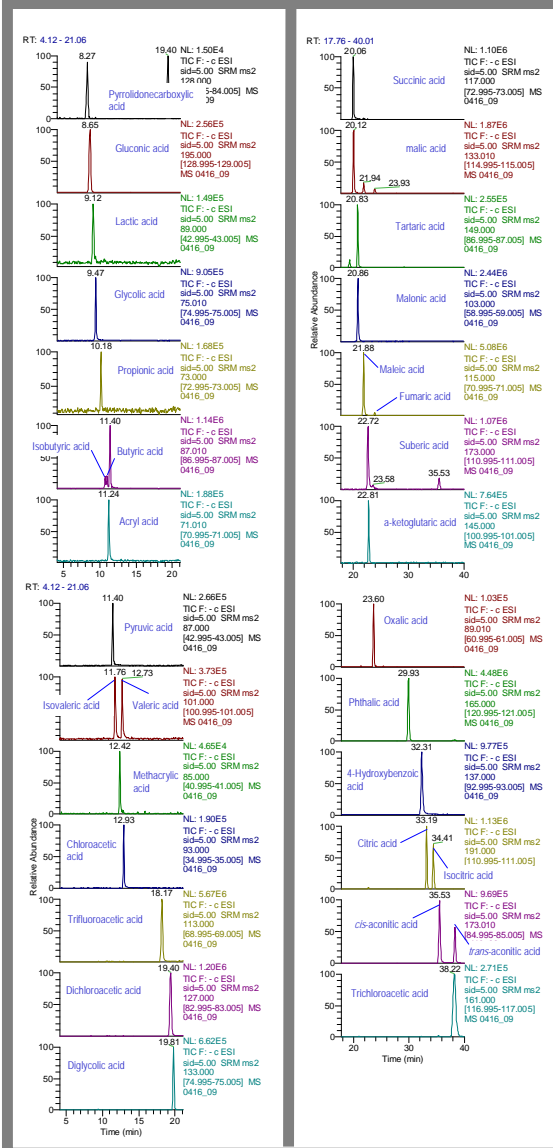 RT: 4.12 - 21.06
8.27
19.40
NL: 1.50E4
TIC F: - c ESI
sid=5.00 SRM ms2
128.000
5-84.005] MS
Pyrrolidonecarboxylic
acid
8.65
NL: 2.56E5
TIC F: - c ESI
sid=5.00 SRM ms2
195.000
[128.995-129.005]
MS 0416_09
Gluconic acid
9.12
NL: 1.49E5
TIC F: - c ESI
sid=5.00 SRM ms2
89.000
[42.995-43.005] MS
0416_09
Lactic acid
9.47
NL: 9.05E5
TIC F: - c ESI
sid=5.00 SRM ms2
75.010
[74.995-75.005] MS
0416_09
Glycolic acid
10.18
NL: 1.68E5
TIC F: - c ESI
sid=5.00 SRM ms2
73.000
[72.995-73.005] MS
0416_09
Propionic acid
11.40
NL: 1.14E6
TIC F: - c ESI
sid=5.00 SRM ms2
87.010
[86.995-87.005] MS
0416_09
Isobutyric acid
Butyric acid
11.24
NL: 1.88E5
TIC F: - c ESI
sid=5.00 SRM ms2
71.010
[70.995-71.005] MS
0416_09
Acryl acid
5 10 15 20
RT: 4.12 - 21.06
11.40
NL: 2.66E5
TIC F: - c ESI
sid=5.00 SRM ms2
87.000
[42.995-43.005] MS
0416_09
Pyruvic acid
11.76
12.73
NL: 3.73E5
TIC F: - c ESI
sid=5.00 SRM ms2
101.000
[100.995-101.005]
MS 0416_09
Isovaleric acid
Valeric acid
12.42
NL: 4.65E4
TIC F: - c ESI
sid=5.00 SRM ms2
85.000
[40.995-41.005] MS
0416_09
Methacrylic
acid
12.93
NL: 1.90E5
TIC F: - c ESI
sid=5.00 SRM ms2
93.000
[34.995-35.005] MS
0416_09
Chloroacetic
acid
Relative Abundance
18.17
NL: 5.67E6
TIC F: - c ESI
sid=5.00 SRM ms2
113.000
[68.995-69.005] MS
0416_09
Trifluoroacetic acid
19.40
NL: 1.20E6
TIC F: - c ESI
sid=5.00 SRM ms2
127.000
[82.995-83.005] MS
0416_09
Dichloroacetic acid
19.81
NL: 6.62E5
TIC F: - c ESI
sid=5.00 SRM ms2
133.000
[74.995-75.005] MS
0416_09
Diglycolic acid
5 10 15 20
Time (min)
RT: 17.76 - 40.01
20.06
NL: 1.10E6
TIC F: - c ESI
sid=5.00 SRM ms2
117.000
[72.995-73.005] MS
0416_09
Succinic acid
20.12
21.94
23.93
NL: 1.87E6
TIC F: - c ESI
sid=5.00 SRM ms2
133.010
[114.995-115.005]
MS 0416_09
malic acid
20.83
NL: 2.55E5
TIC F: - c ESI
sid=5.00 SRM ms2
149.000
[86.995-87.005] MS
0416_09
Tartaric acid
20.86
NL: 2.44E6
TIC F: - c ESI
sid=5.00 SRM ms2
103.000
[58.995-59.005] MS
0416_09
Malonic acid
Relative Abundance
21.88
NL: 5.08E6
TIC F: - c ESI
sid=5.00 SRM ms2
115.000
[70.995-71.005] MS
0416_09
Maleic acid
Fumaric acid
22.72
23.58
35.53
NL: 1.07E6
TIC F: - c ESI
sid=5.00 SRM ms2
173.000
[110.995-111.005]
MS 0416_09
Suberic acid
22.81
NL: 7.64E5
TIC F: - c ESI
sid=5.00 SRM ms2
145.000
[100.995-101.005]
MS 0416_09
a-ketoglutaric acid
20 30 40
23.60
NL: 1.03E5
TIC F: - c ESI
sid=5.00 SRM ms2
89.010
[60.995-61.005] MS
0416_09
Oxalic acid
29.93
NL: 4.48E6
TIC F: - c ESI
sid=5.00 SRM ms2
165.000
[120.995-121.005]
MS 0416_09
Phthalic acid
32.31
NL: 9.77E5
TIC F: - c ESI
sid=5.00 SRM ms2
137.000
[92.995-93.005] MS
0416_09
4-Hydroxybenzoic
acid
33.19
34.41
NL: 1.13E6
TIC F: - c ESI
sid=5.00 SRM ms2
191.000
[110.995-111.005]
Citric acid
Isocitric acid
35.53
NL: 9.69E5
TIC F: - c ESI
sid=5.00 SRM ms2
173.010
[84.995-85.005] MS
cis-aconitic acid
trans-aconitic acid
38.22
NL: 2.71E5
TIC F: - c ESI
sid=5.00 SRM ms2
161.000
[116.995-117.005]
MS 0416_09
Trichloroacetic acid
20 30 40
Time (min)